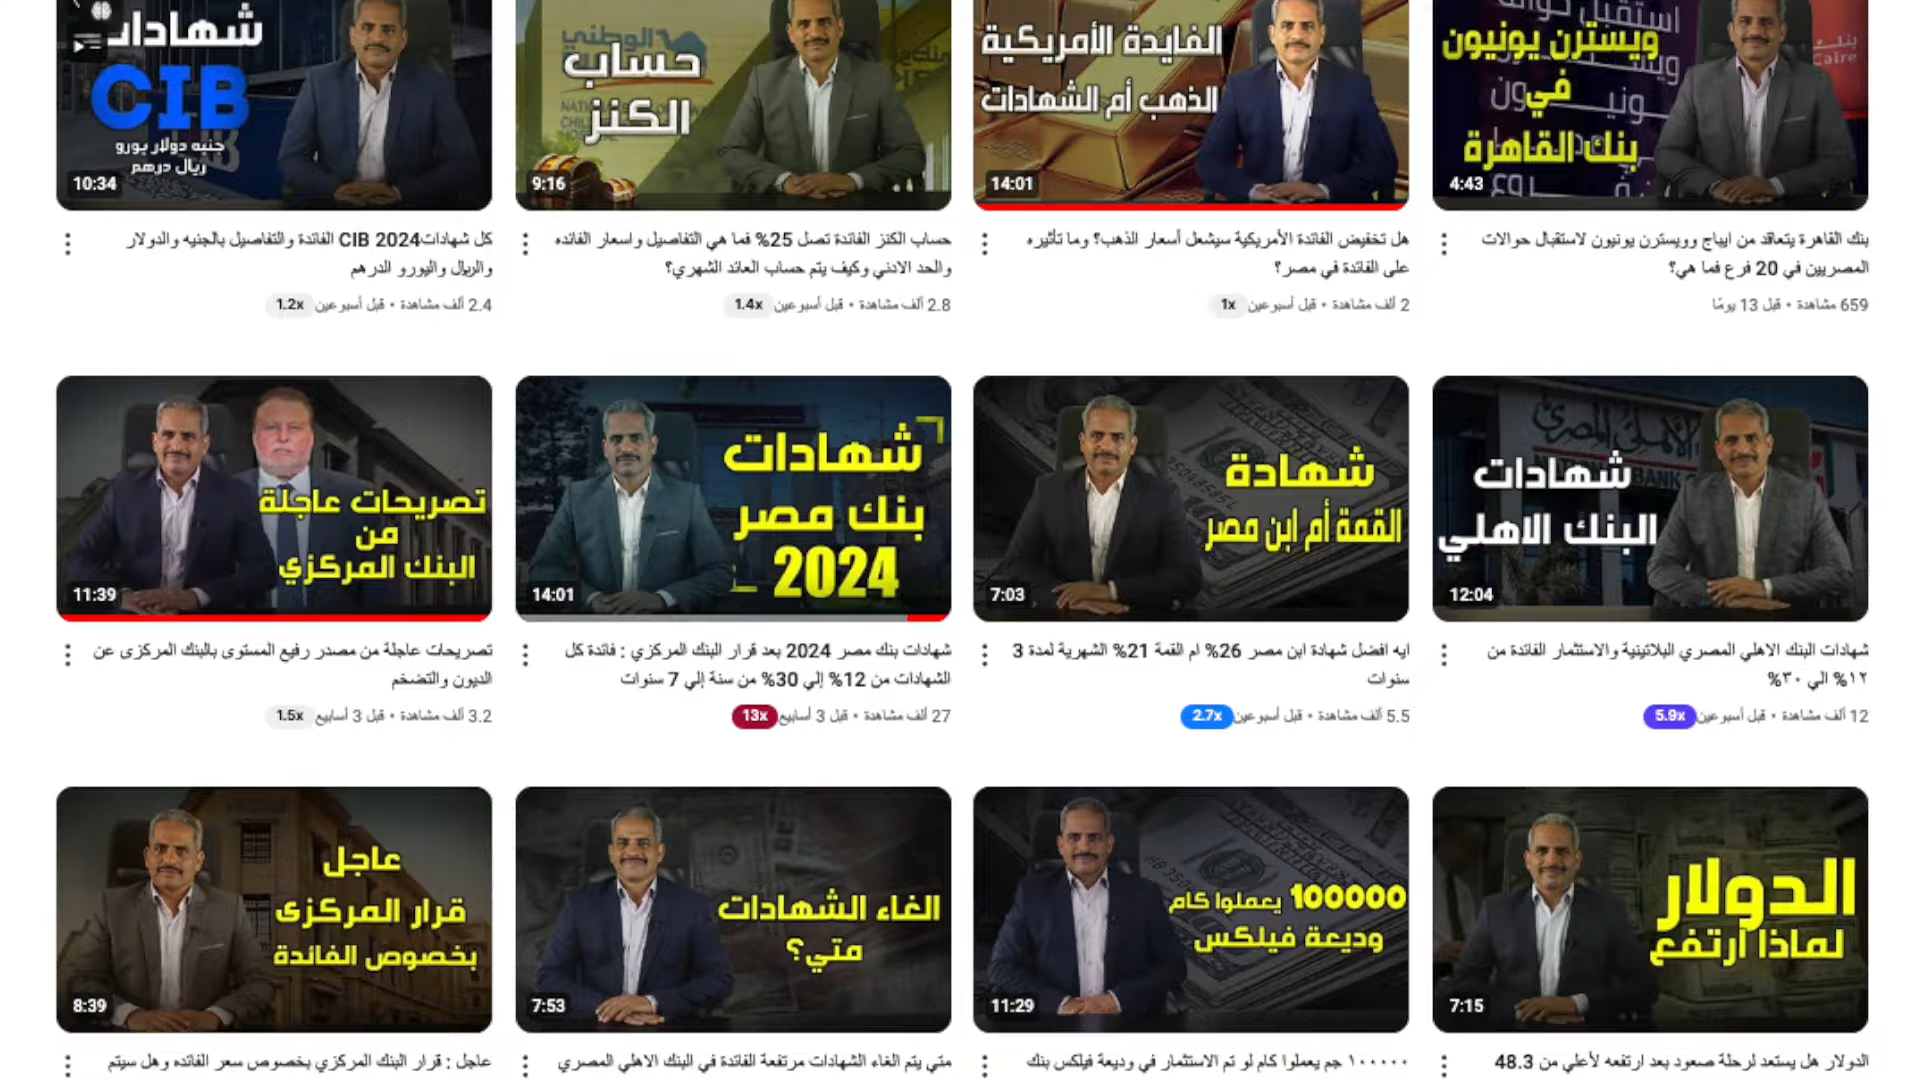 استقبل حوالات
ويسترن يونيون
في
بنك القاهرة
4:43
بنك القاهرة يتعاقد من ايباج وويسترن يونيون لاستقبال حوالات
المصريين في 20 فرع فما هي؟
659 مشاهدة • قبل 13 يومًا
الفايدة الأمريكية
الذهب أم الشهادات
14:01
هل تخفيض الفائدة الأمريكية سيشعل أسعار الذهب؟ وما تأثيره
على الفائدة في مصر؟
2 ألف مشاهدة • قبل أسبوعين 1x
حساب
الكنز
9:16
حساب الكنز الفائدة تصل 25% فما هي التفاصيل واسعار الفائده
والحد الادني وكيف يتم حساب العائد الشهري؟
2.8 ألف مشاهدة • قبل أسبوعين 1.4x
شهادات
CIB
جنيه دولار يورو
ريال درهم
10:34
كل شهادات CIB 2024 الفائدة والتفاصيل بالجنيه والدولار
والريال واليورو الدرهم
2.4 ألف مشاهدة • قبل أسبوعين 1.2x
شهادات
البنك الاهلي
12:04
شهادات البنك الاهلي المصري البلاتينية والاستثمار الفائدة من
١٢% الي ٣٠%
12 ألف مشاهدة • قبل أسبوعين 5.9x
شهادة
القمة أم ابن مصر
7:03
ايه افضل شهادة ابن مصر 26% ام القمة 21% الشهرية لمدة 3
سنوات
5.5 ألف مشاهدة • قبل أسبوعين 2.7x
شهادات
بنك مصر
2024
14:01
شهادات بنك مصر 2024 بعد قرار البنك المركزي : فائدة كل
الشهادات من 12% إلي 30% من سنة إلي 7 سنوات
27 ألف مشاهدة • قبل 3 أسابيع 13x
تصريحات عاجلة
من
البنك المركزي
11:39
تصريحات عاجلة من مصدر رفيع المستوى بالبنك المركزى عن
الديون والتضخم
3.2 ألف مشاهدة • قبل 3 أسابيع 1.5x
الدولار
لماذا ارتفع
7:15
الدولار هل يستعد لرحلة صعود بعد ارتفعه لأعلي من 48.3
100000 يعملوا كام
وديعة فيلكس
11:29
١٠٠٠٠٠ جم يعملوا كام لو تم الاستثمار في وديعة فيلكس بنك
الغاء الشهادات
متي؟
7:53
متي يتم الغاء الشهادات مرتفعة الفائدة في البنك الاهلي المصري
عاجل
قرار المركزى
بخصوص الفائدة
8:39
عاجل : قرار البنك المركزي بخصوص سعر الفائده وهل سيتم